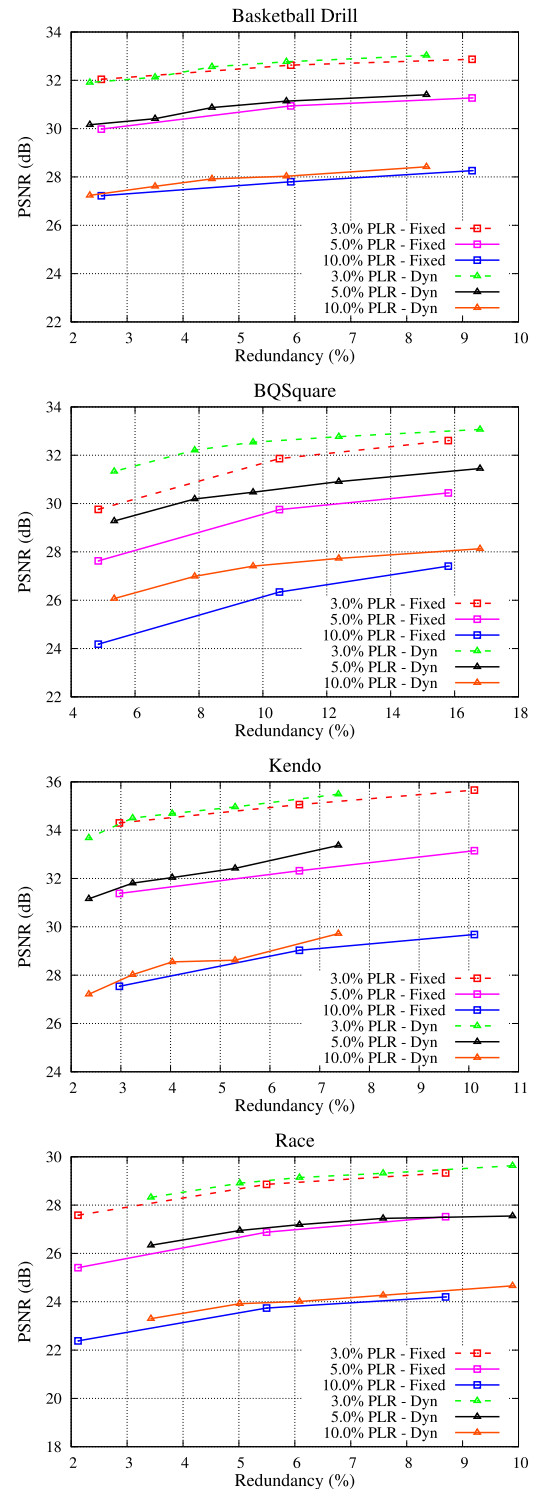 Basketball Drill
34
32
30
28
26
24
22
PSNR (dB)
3.0% PLR - Fixed
5.0% PLR - Fixed
10.0% PLR - Fixed
3.0% PLR - Dyn
5.0% PLR - Dyn
10.0% PLR - Dyn
2 3 4 5 6 7 8 9 10
Redundancy (%)
BQSquare
34
32
30
28
26
24
22
PSNR (dB)
3.0% PLR - Fixed
5.0% PLR - Fixed
10.0% PLR - Fixed
3.0% PLR - Dyn
5.0% PLR - Dyn
10.0% PLR - Dyn
4 6 8 10 12 14 16 18
Redundancy (%)
Kendo
36
34
32
30
28
26
24
PSNR (dB)
3.0% PLR - Fixed
5.0% PLR - Fixed
10.0% PLR - Fixed
3.0% PLR - Dyn
5.0% PLR - Dyn
10.0% PLR - Dyn
2 3 4 5 6 7 8 9 10 11
Redundancy (%)
Race
30
28
26
24
22
20
18
PSNR (dB)
3.0% PLR - Fixed
5.0% PLR - Fixed
10.0% PLR - Fixed
3.0% PLR - Dyn
5.0% PLR - Dyn
10.0% PLR - Dyn
2 3 4 5 6 7 8 9 10
Redundancy (%)